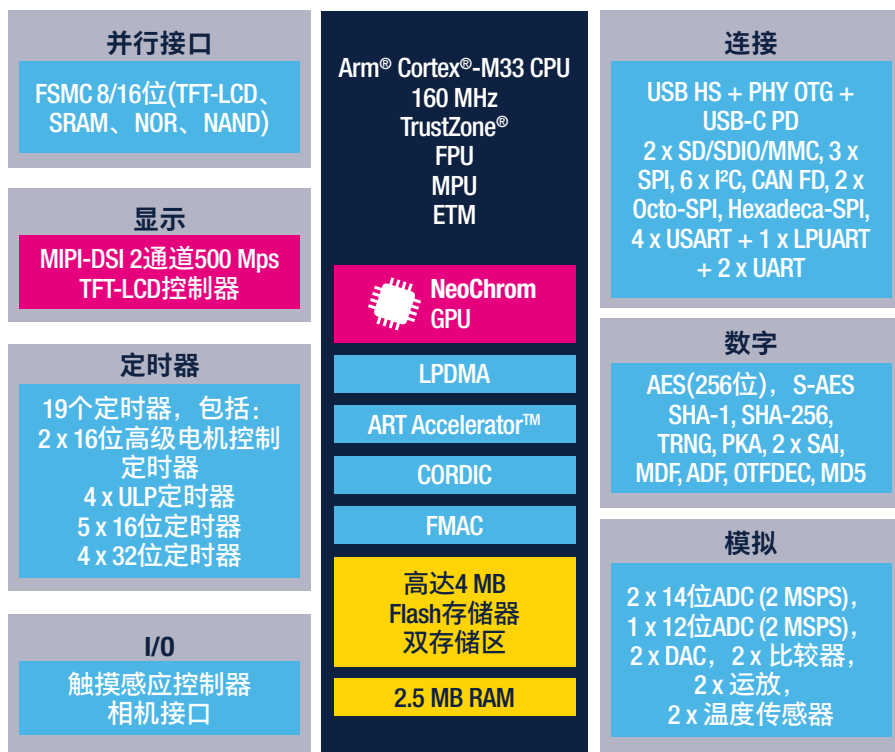 并行接口
FSMC 8/16位(TFT-LCD、
SRAM、NOR、NAND)
显示
MIPI-DSI 2通道500 Mps
TFT-LCD控制器
定时器
19个定时器，包括：
2 x 16位高级电机控制
定时器
4 x ULP定时器
5 x 16位定时器
4 x 32位定时器
I/O
触摸感应控制器
相机接口
Arm® Cortex®-M33 CPU
160 MHz
TrustZone®
FPU
MPU
ETM
NeoChrom
GPU
LPDMA
ART Accelerator™
CORDIC
FMAC
高达4 MB
Flash存储器
双存储区
2.5 MB RAM
连接
USB HS + PHY OTG +
USB-C PD
2 x SD/SDIO/MMC, 3 x
SPI, 6 x I²C, CAN FD, 2 x
Octo-SPI, Hexadeca-SPI,
4 x USART + 1 x LPUART
+ 2 x UART
数字
AES(256位)，S-AES
SHA-1, SHA-256,
TRNG, PKA, 2 x SAI,
MDF, ADF, OTFDEC, MD5
模拟
2 x 14位ADC (2 MSPS)，
1 x 12位ADC (2 MSPS)，
2 x DAC，2 x 比较器，
2 x 运放，
2 x 温度传感器